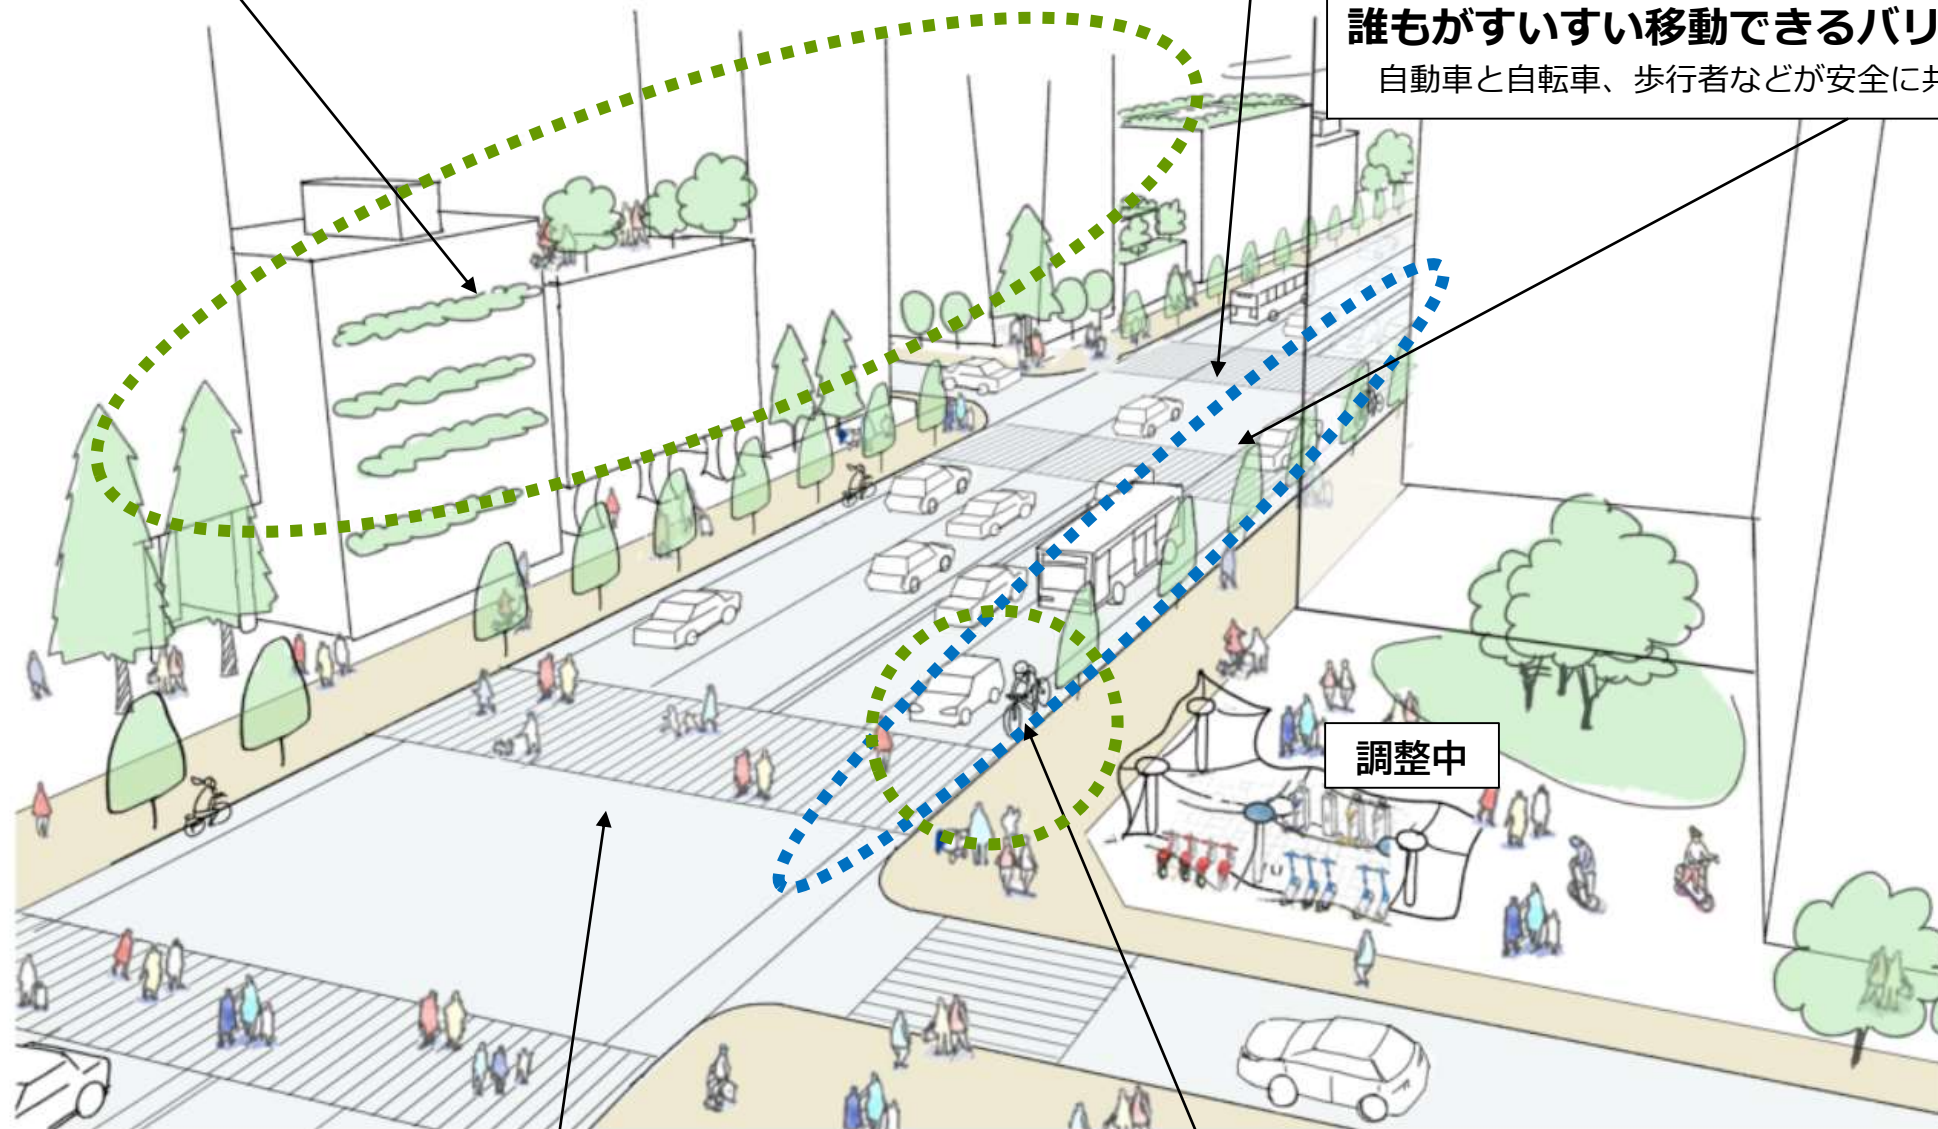 誰もがすいすい移動できるバリ
自動車と自転車、歩行者などが安全に共
調整中